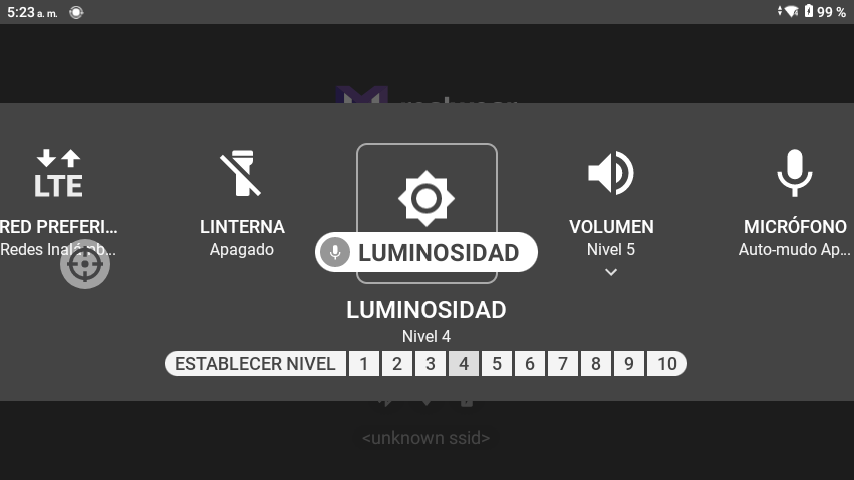 5:23 a. m.
99 %
LTE
RED PREFERI...
LINTERNA
VOLUMEN
MICRÓFONO
Apagado
Nivel 5
Auto-mudo Ap...
LUMINOSIDAD
LUMINOSIDAD
Nivel 4
ESTABLECER NIVEL 1 2 3 4 5 6 7 8 9 10
<unknown ssid>